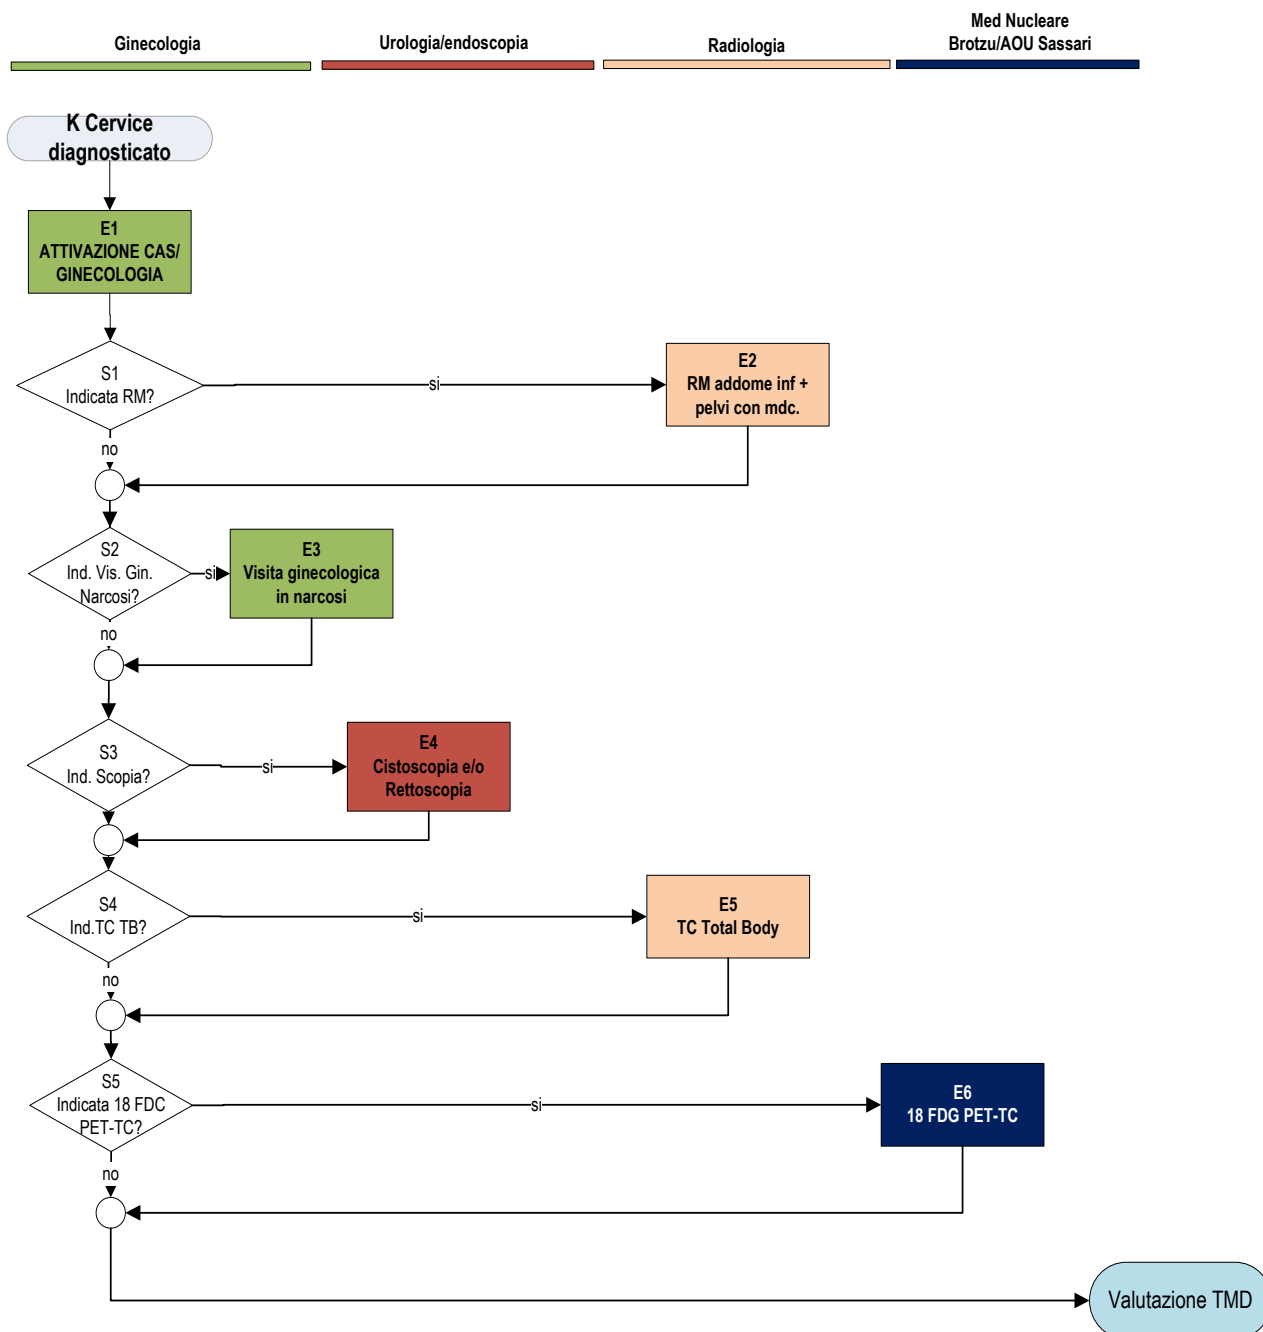 Ginecologia
Urologia/endoscopia
Radiologia
Med Nucleare
Brotzu/AOU Sassari
K Cervice
diagnosticato
E1
ATTIVAZIONE CAS/
GINECOLOGIA
S1
Indicata RM?
si
E2
RM addome inf +
pelvi con mdc.
no
S2
Ind. Vis. Gin.
Narcosi?
si
E3
Visita ginecologica
in narcosi
no
S3
Ind. Scopia?
si
E4
Cistoscopia e/o
Rettoscopia
S4
Ind.TC TB?
si
E5
TC Total Body
no
S5
Indicata 18 FDC
PET-TC?
si
E6
18 FDG PET-TC
no
Valutazione TMD